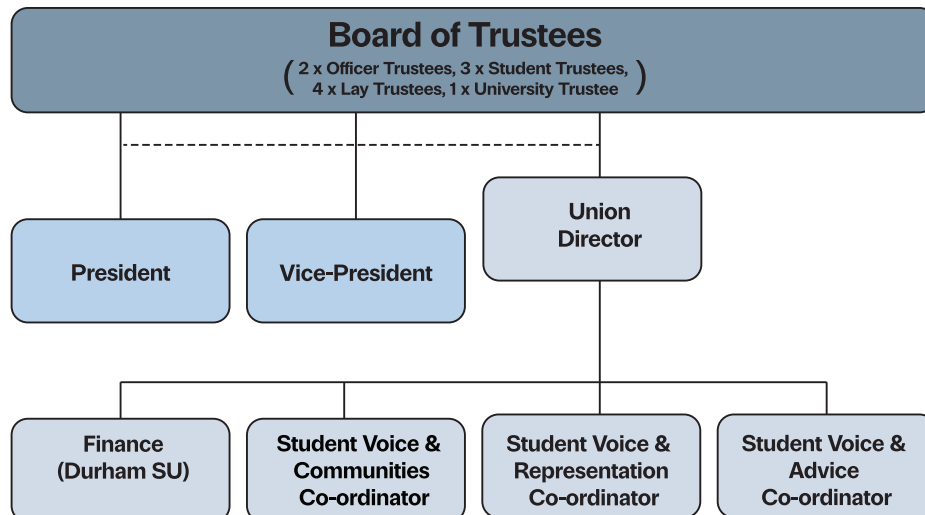 Board of Trustees
(2 x Officer Trustees, 3 x Student Trustees,
4 x Lay Trustees, 1 x University Trustee)
Union
Director
President
Vice-President
Finance
(Durham SU)
Student Voice &
Communities
Co-ordinator
Student Voice &
Representation
Co-ordinator
Student Voice &
Advice
Co-ordinator